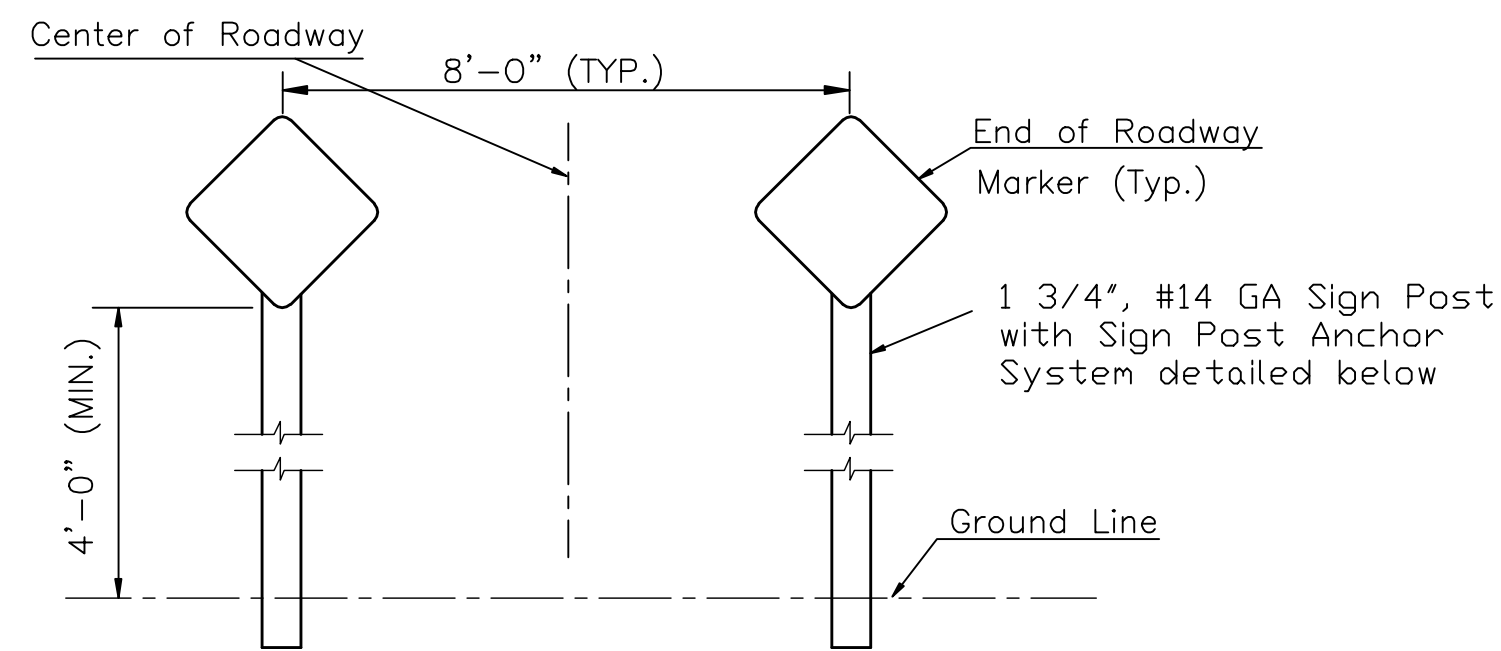 Center of Roadway
8'-0" (TYP.)
End of Roadway
Marker (Typ.)
1 3/4", #14 GA Sign Post
with Sign Post Anchor
System detailed below
4'-0" (MIN.)
Ground Line